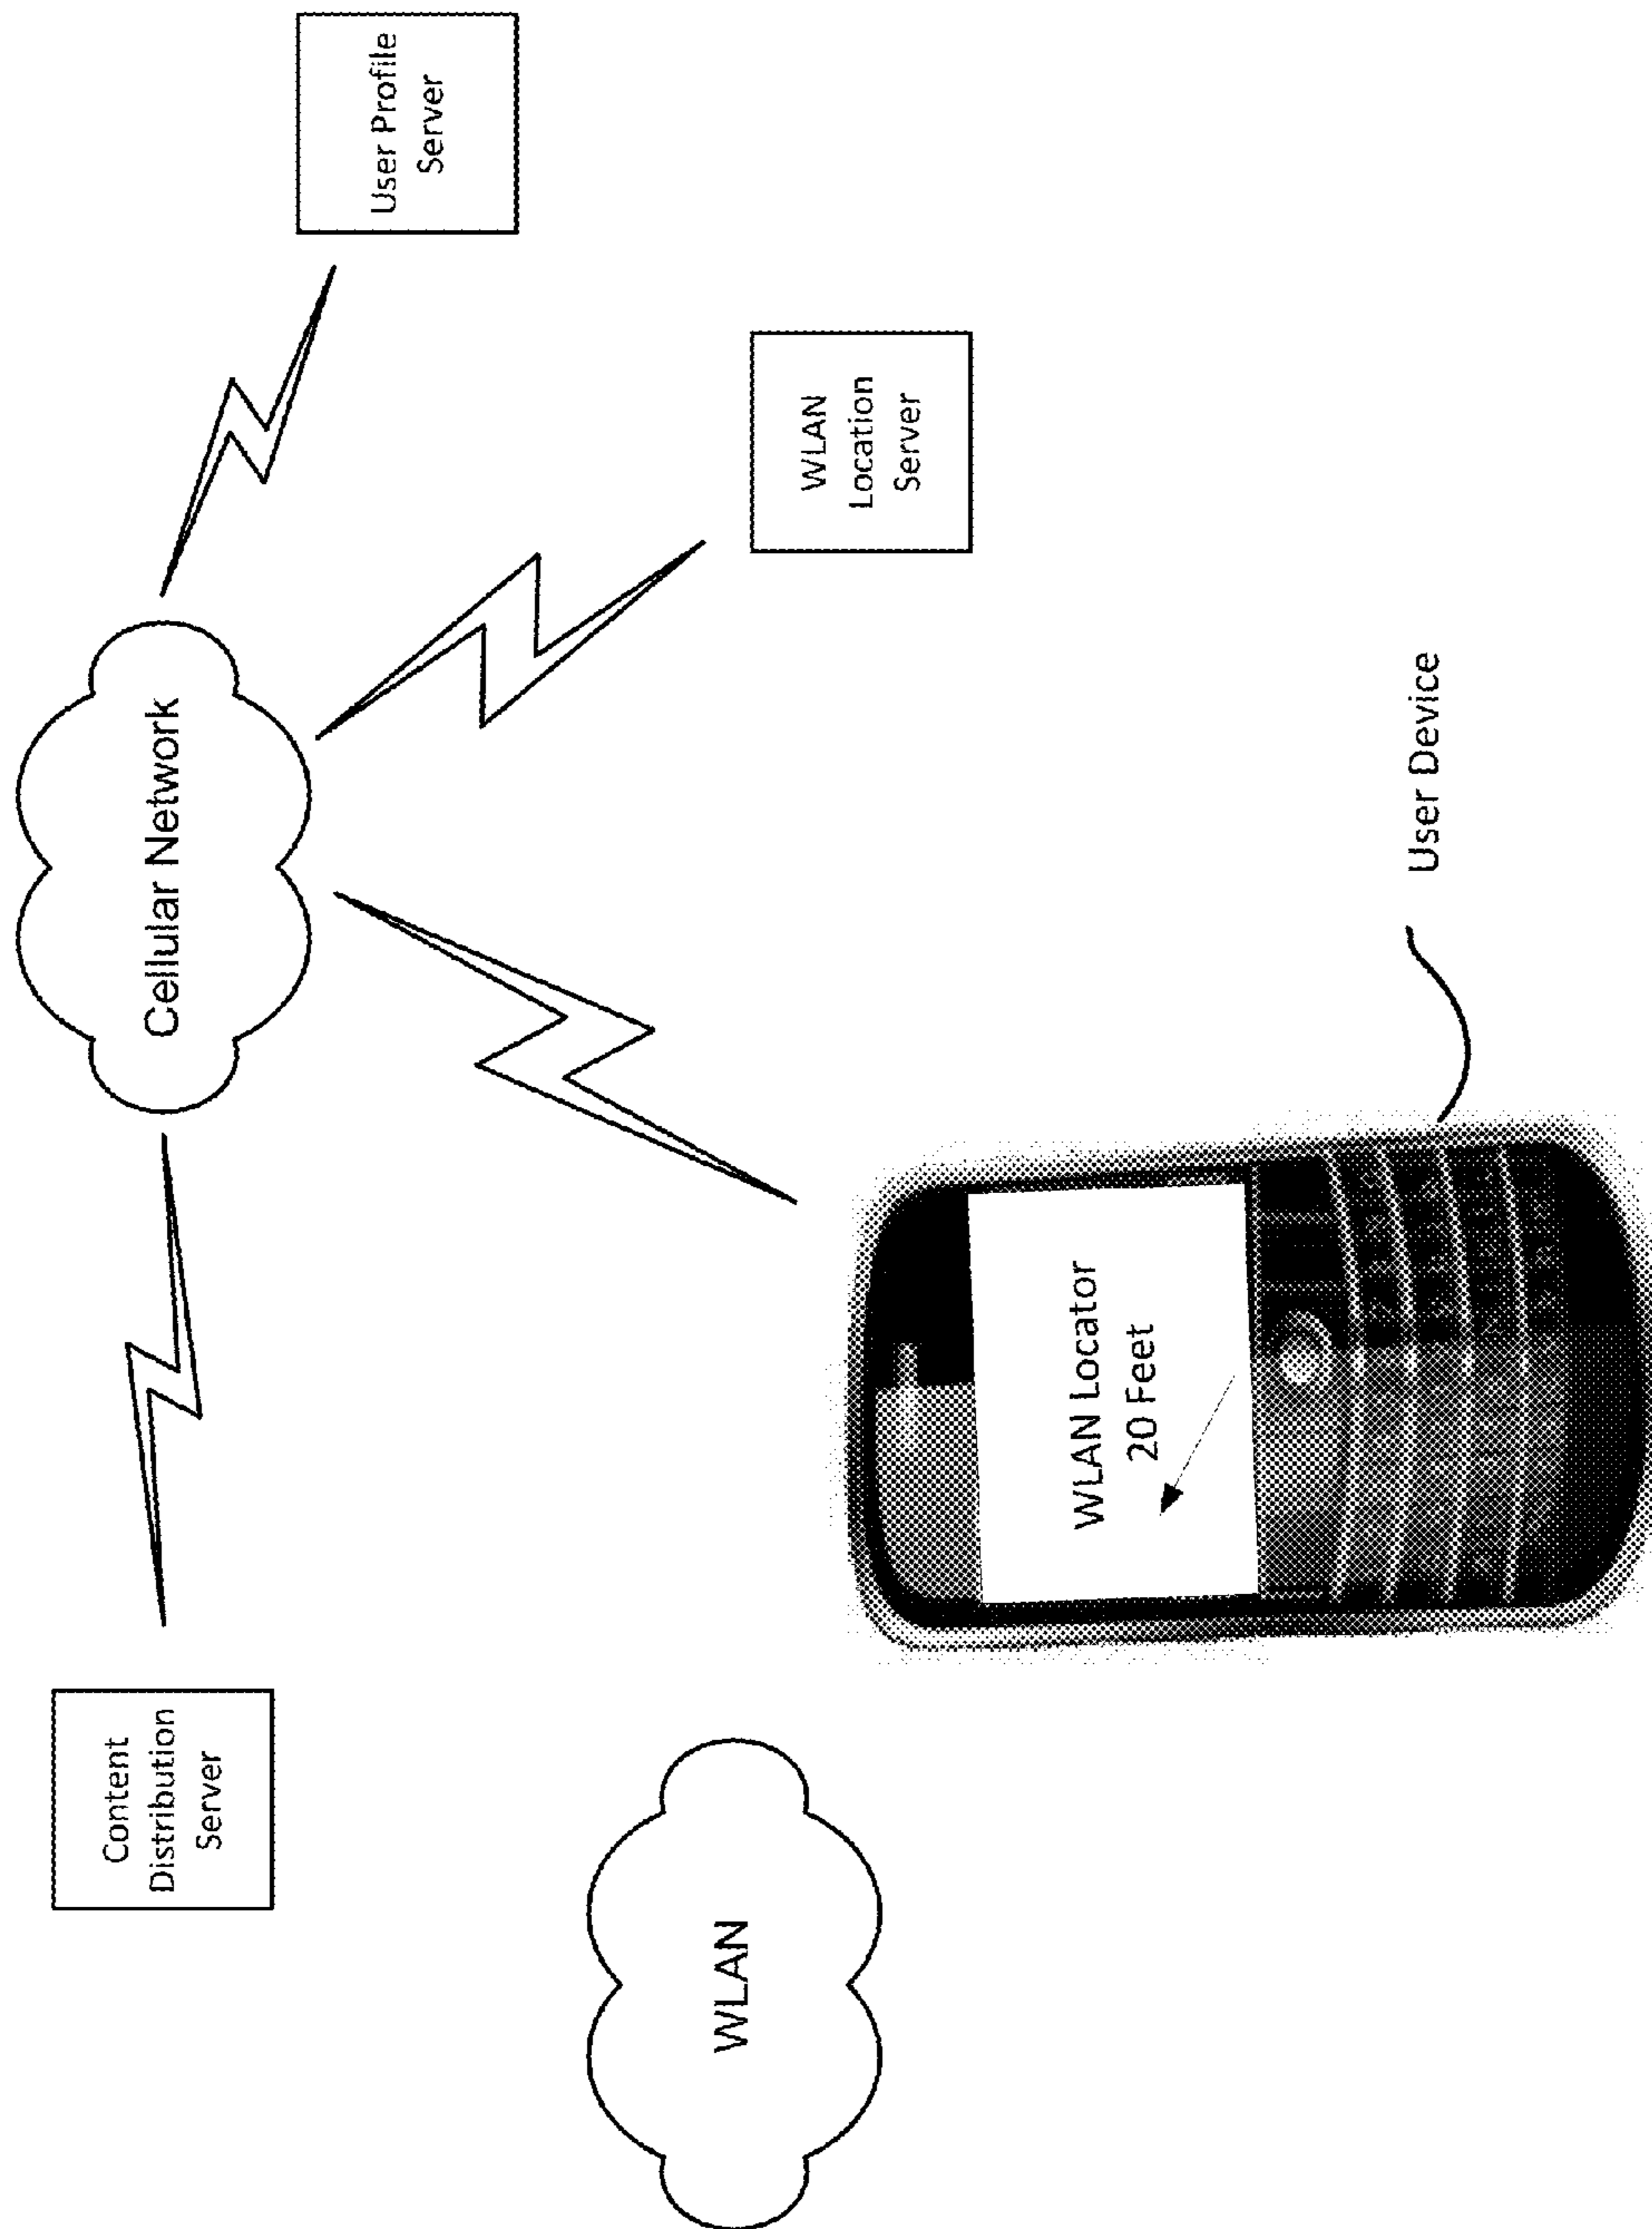 Content
Distribution
Server
Cellular Network
User Profile
Server
WLAN
Location
Server
WLAN
WLAN Locator
20 Feet
User Device